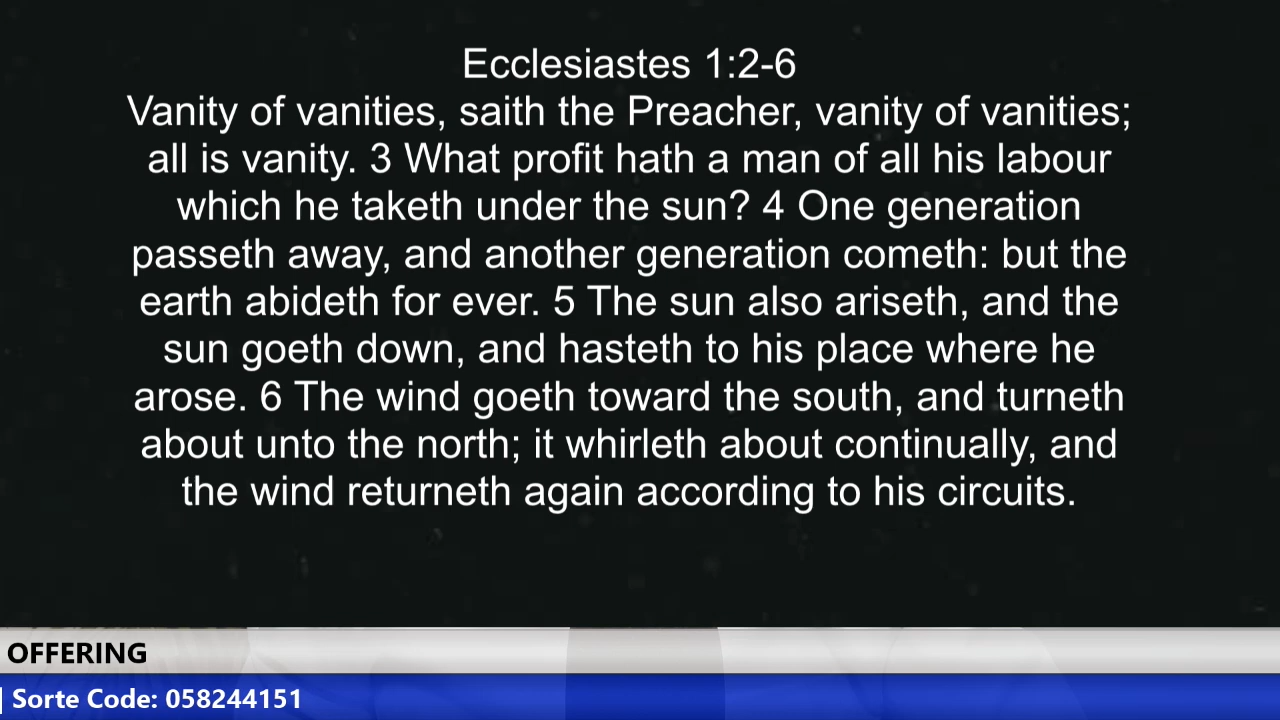 Ecclesiastes 1:2-6
Vanity of vanities, saith the Preacher, vanity of vanities;
all is vanity. 3 What profit hath a man of all his labour
which he taketh under the sun? 4 One generation
passeth away, and another generation cometh: but the
earth abideth for ever. 5 The sun also ariseth, and the
sun goeth down, and hasteth to his place where he
arose. 6 The wind goeth toward the south, and turneth
about unto the north; it whirleth about continually, and
the wind returneth again according to his circuits.
OFFERING
| Sorte Code: 058244151